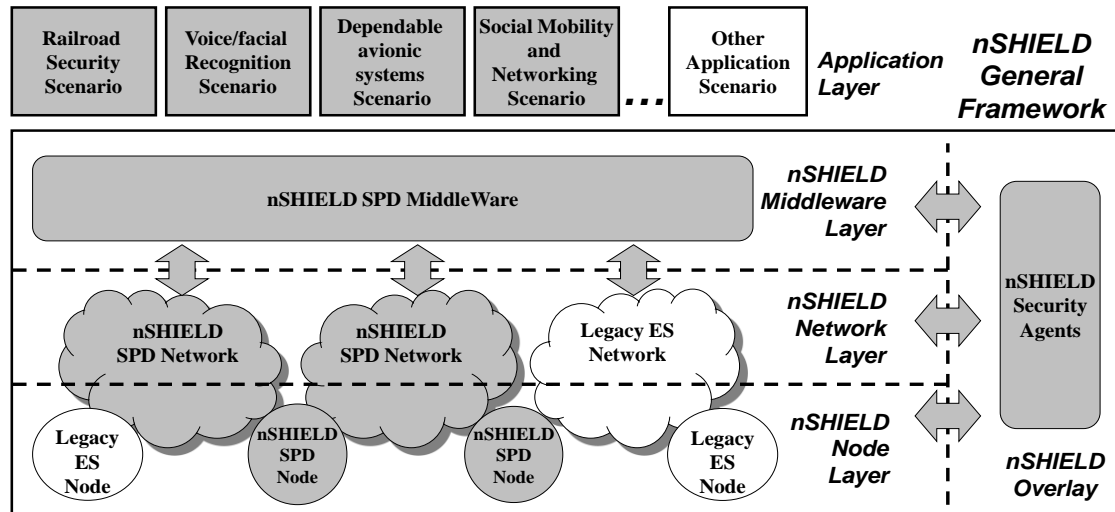 Railroad
Security
Scenario
Voice/facial
Recognition
Scenario
Dependable
avionic
systems
Scenario
Social Mobility
and
Networking
Scenario
...
Other
Application
Scenario
Application
Layer
nSHIELD
General
Framework
nSHIELD SPD MiddleWare
nSHIELD
Middleware
Layer
nSHIELD
SPD Network
nSHIELD
SPD Network
Legacy ES
Network
nSHIELD
Network
Layer
nSHIELD
Security
Agents
Legacy
ES
Node
nSHIELD
SPD
Node
nSHIELD
SPD
Node
Legacy
ES
Node
nSHIELD
Node
Layer
nSHIELD
Overlay